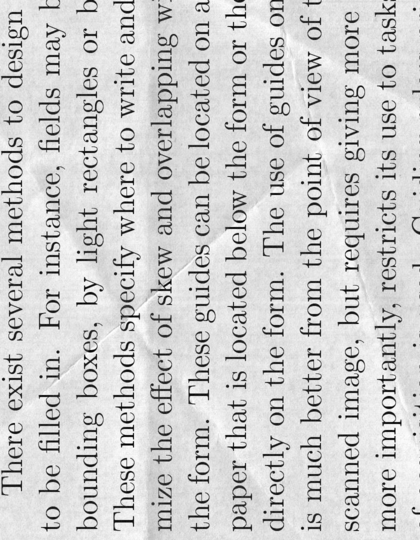 There exist several methods to design
to be filled in. For instance, fields may
bounding boxes, by light rectangles or
These methods specify where to write and
mize the effect of skew and overlapping
the form. These guides can be located on a
paper that is located below the form or
directly on the form. The use of guides on
is much better from the point of view of
scanned image, but requires giving more
more importantly, restricts its use to